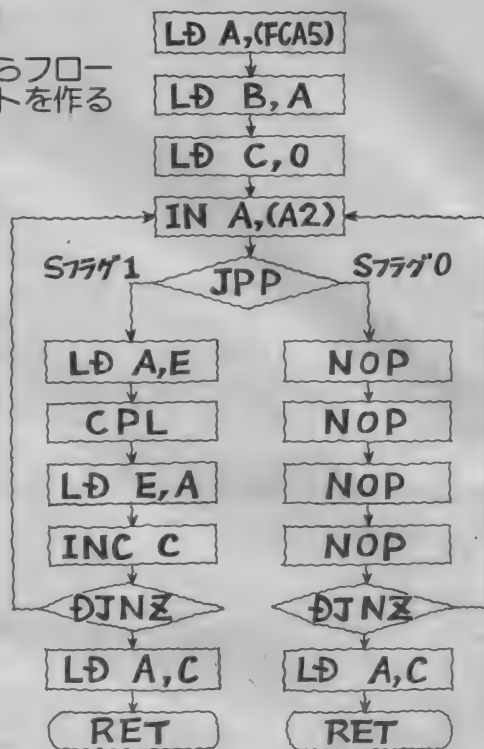 らフロー
トを作る
LD A,(FCA5)
LD B,A
LD C,0
IN A,(A2)
Sフラグ1
JPP
Sフラグ0
LD A,E
NOP
CPL
NOP
LD E,A
NOP
INC C
NOP
DJNZ
DJNZ
LD A,C
LD A,C
RET
RET